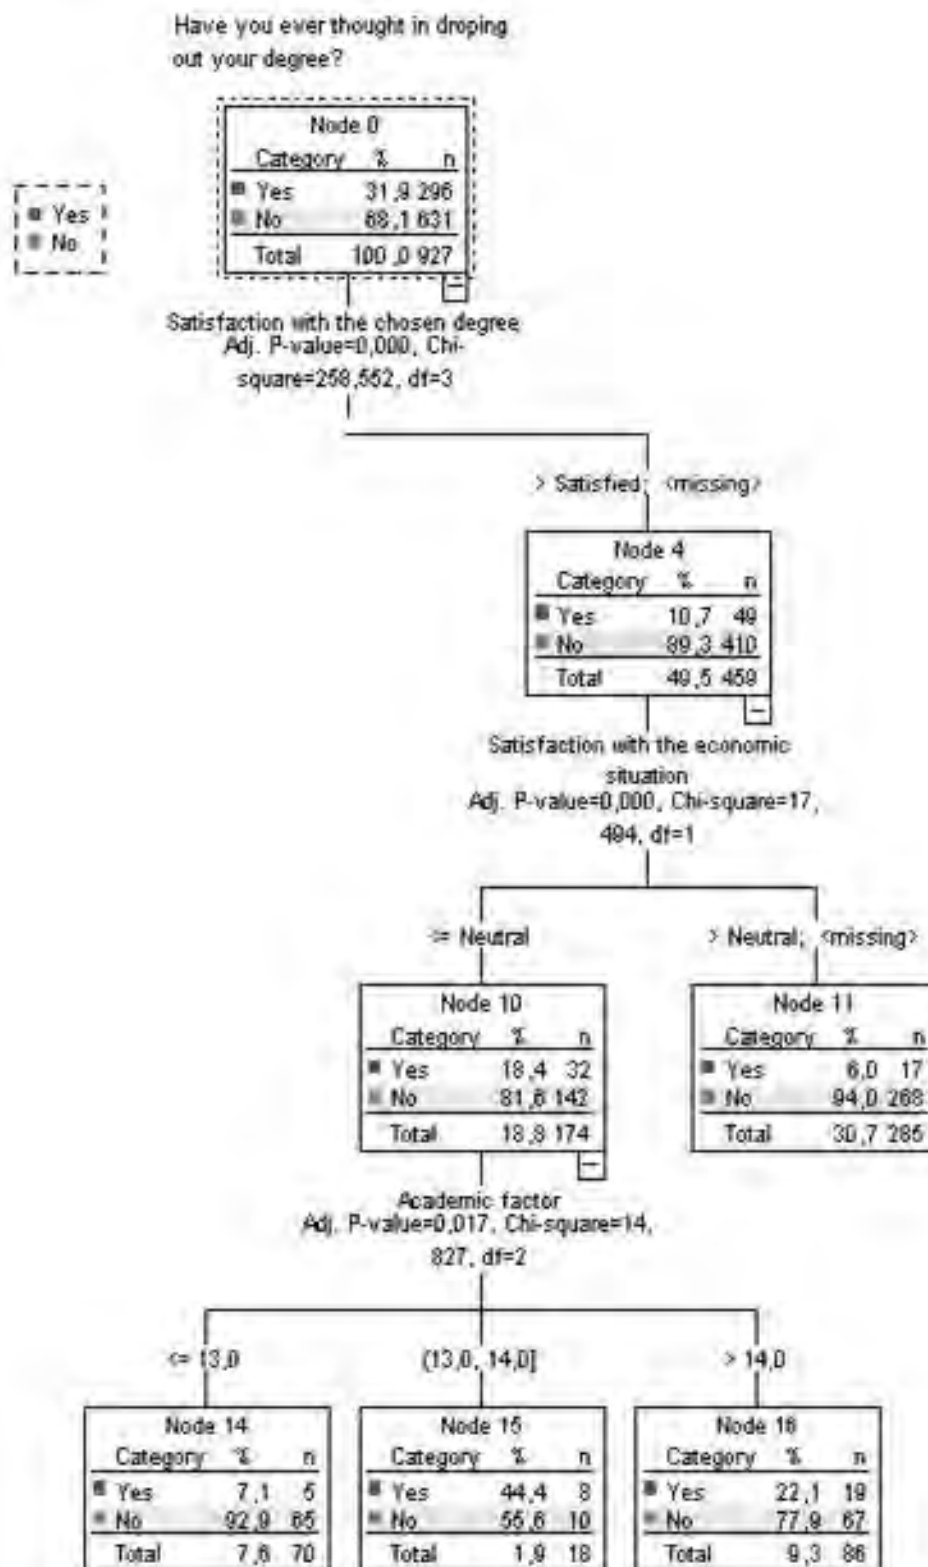 Have you ever thought in droping
out your degree?
Node 0
Category % n
Yes 31,9 296
No 68,1 631
Total 100,0 927
Yes
No
Satisfaction with the chosen degree
Adj. P-value=0,000, Chi-
square=258,552, df=3
> Satisfied; <missing>
Node 4
Category % n
Yes 10,7 49
No 89,3 410
Total 49,5 459
Satisfaction with the economic
situation
Adj. P-value=0,000, Chi-square=17,
494, df=1
<= Neutral
> Neutral; <missing>
Node 10
Category % n
Yes 18,4 32
No 81,6 142
Total 18,8 174
Node 11
Category % n
Yes 6,0 17
No 94,0 268
Total 30,7 285
Academic factor
Adj. P-value=0,017, Chi-square=14,
827, df=2
<= 13,0
(13,0, 14,0]
> 14,0
Node 14
Category % n
Yes 7,1 5
No 92,9 65
Total 7,6 70
Node 15
Category % n
Yes 44,4 8
No 55,6 10
Total 1,9 18
Node 16
Category % n
Yes 22,1 19
No 77,9 67
Total 9,3 86